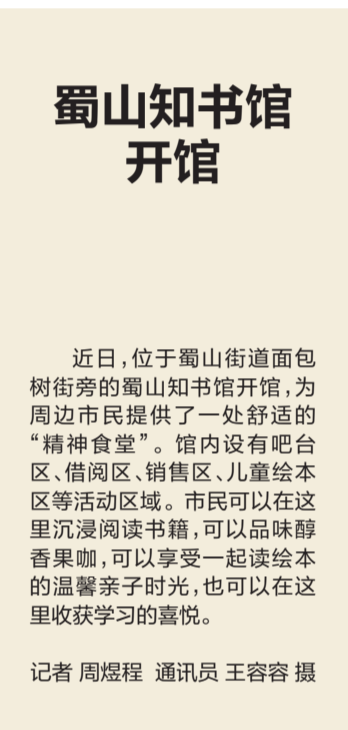 蜀山知书馆
开馆
近日,位于蜀山街道面包
树街旁的蜀山知书馆开馆,为
周边市民提供了一处舒适的
“精神食堂”。馆内设有吧台
区、借阅区、销售区、儿童绘本
区等活动区域。市民可以在这
里沉浸阅读书籍,可以品味醇
香果咖,可以享受一起读绘本
的温馨亲子时光,也可以在这
里收获学习的喜悦。
记者 周煜程 通讯员 王容容 摄